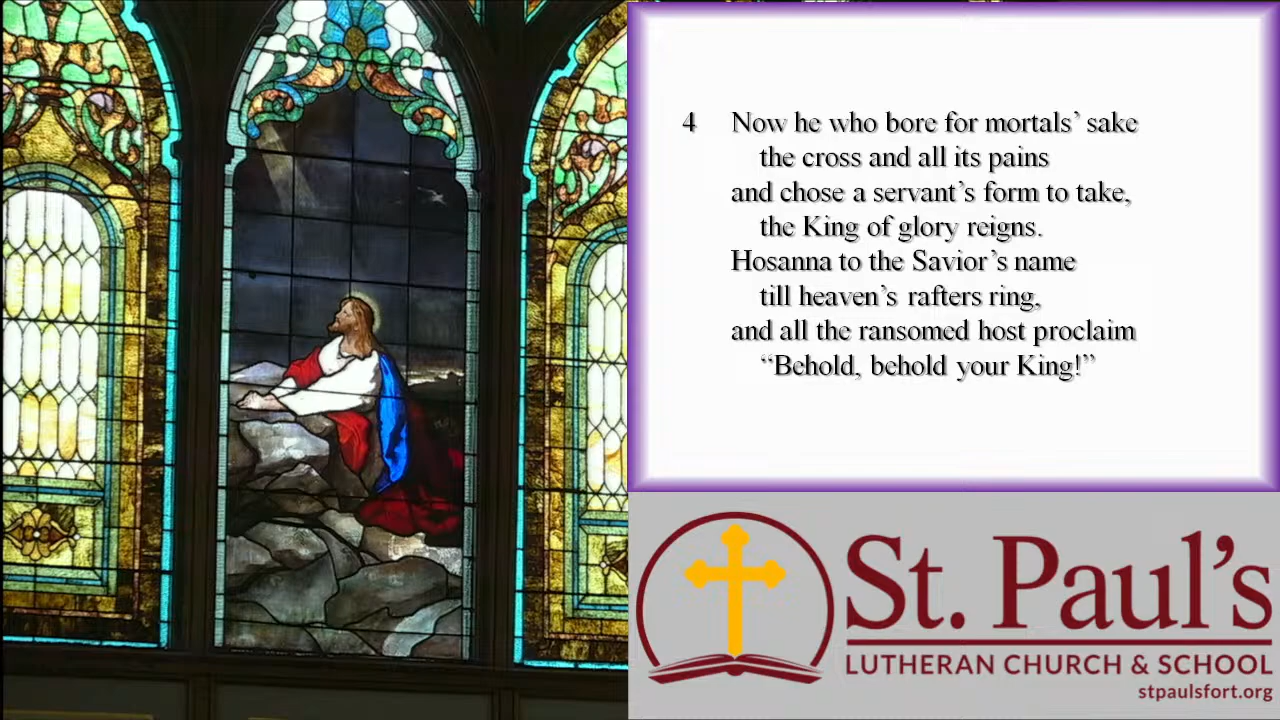 4 Now he who bore for mortals’ sake
the cross and all its pains
and chose a servant’s form to take,
the King of glory reigns.
Hosanna to the Savior’s name
till heaven’s rafters ring,
and all the ransomed host proclaim
“Behold, behold your King!”
St. Paul’s
LUTHERAN CHURCH & SCHOOL
stpaulsfort.org